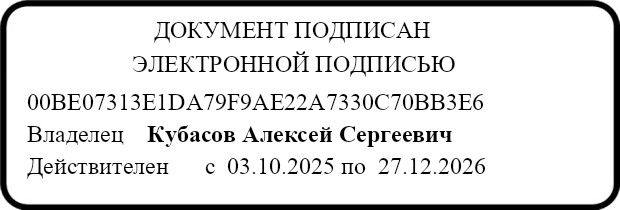 ДОКУМЕНТ ПОДПИСАН
ЭЛЕКТРОННОЙ ПОДПИСЬЮ
00BE07313E1DA79F9AE22A7330C70BB3E6
Владелец Кубасов Алексей Сергеевич
Действителен с 03.10.2025 по 27.12.2026